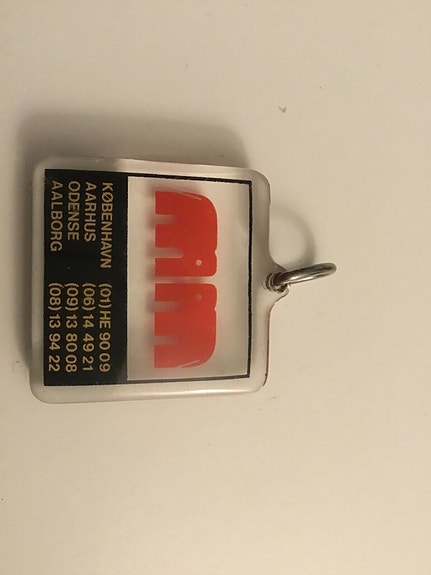 KØBENHAVN (01) HE 90 09
AARHUS (06) 14 49 21
ODENSE (09) 13 80 08
AALBORG (08) 13 94 22